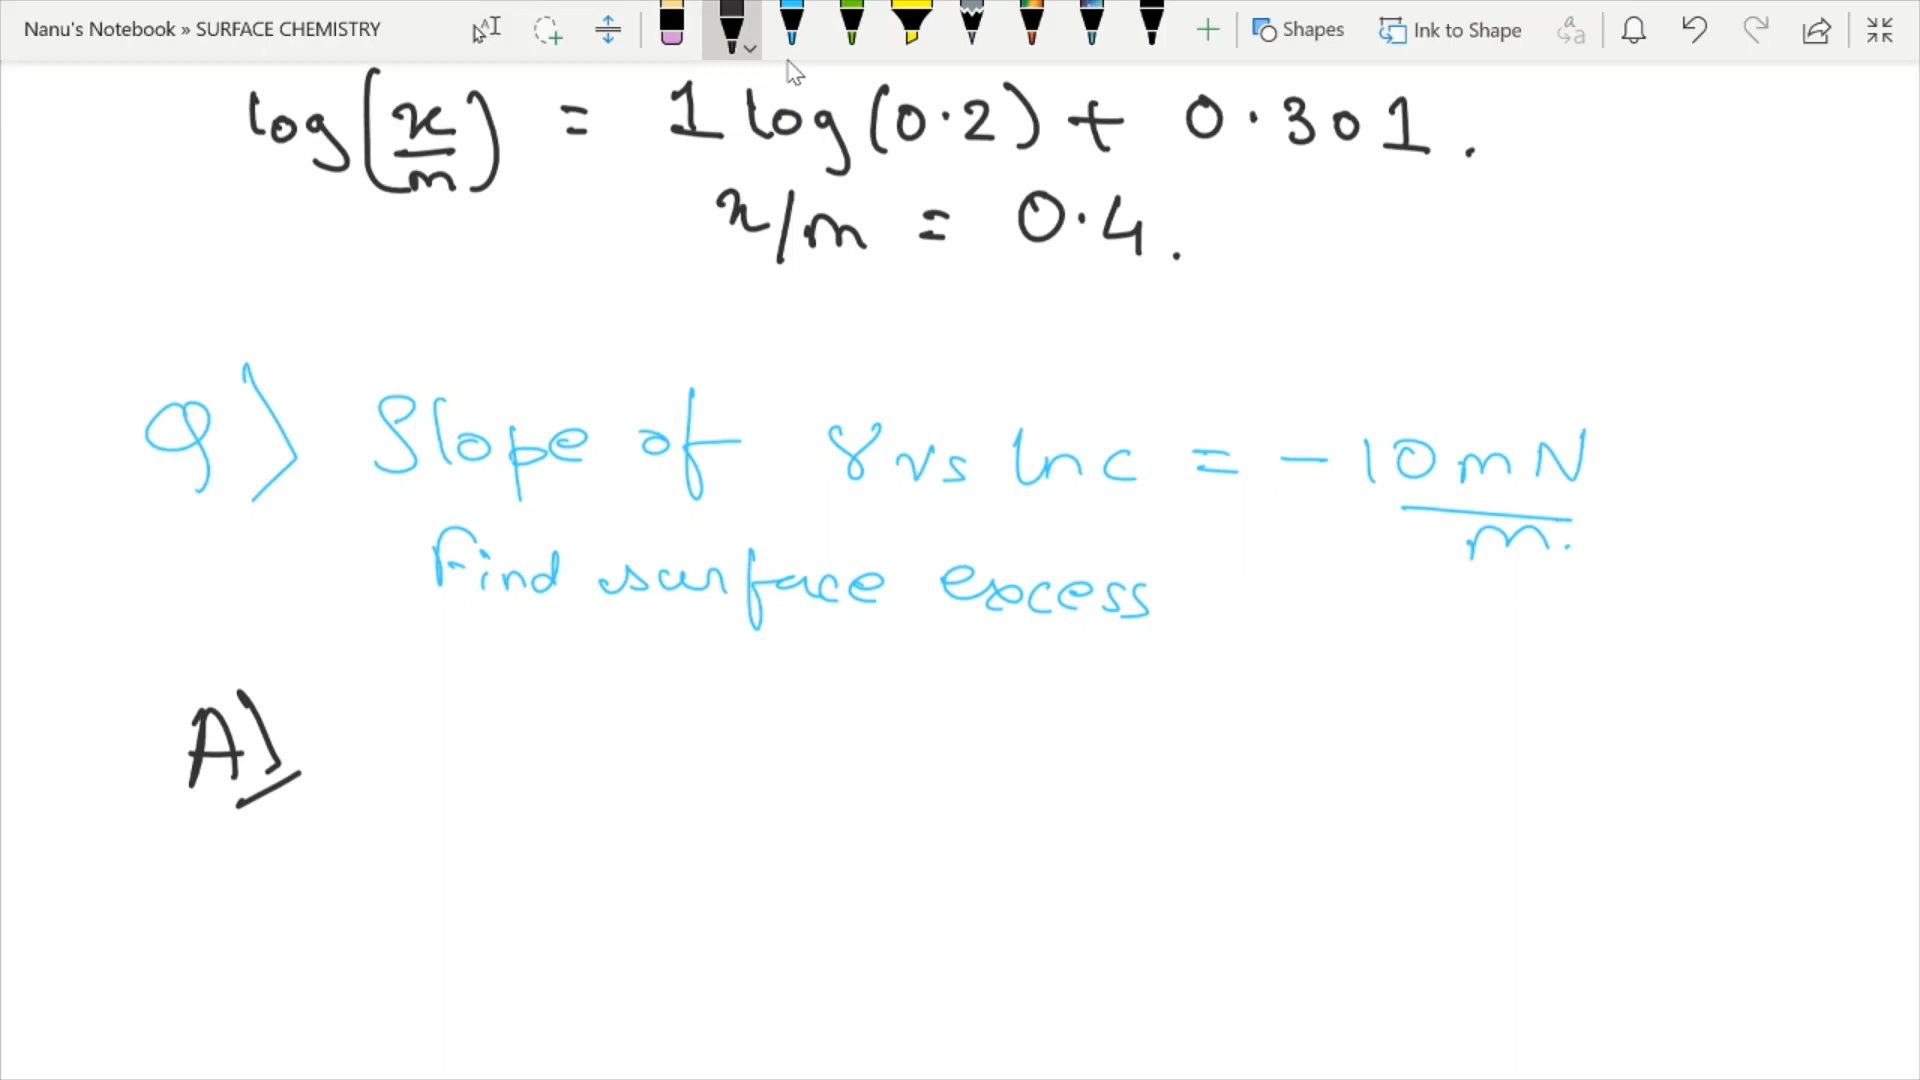 Nanu's Notebook » SURFACE CHEMISTRY
Shapes
Ink to Shape
log(x/m) = 1 log(0.2) + 0.301.
x/m = 0.4.
Q) Slope of γ vs ln c = -10 mN/m.
Find surface excess
A)